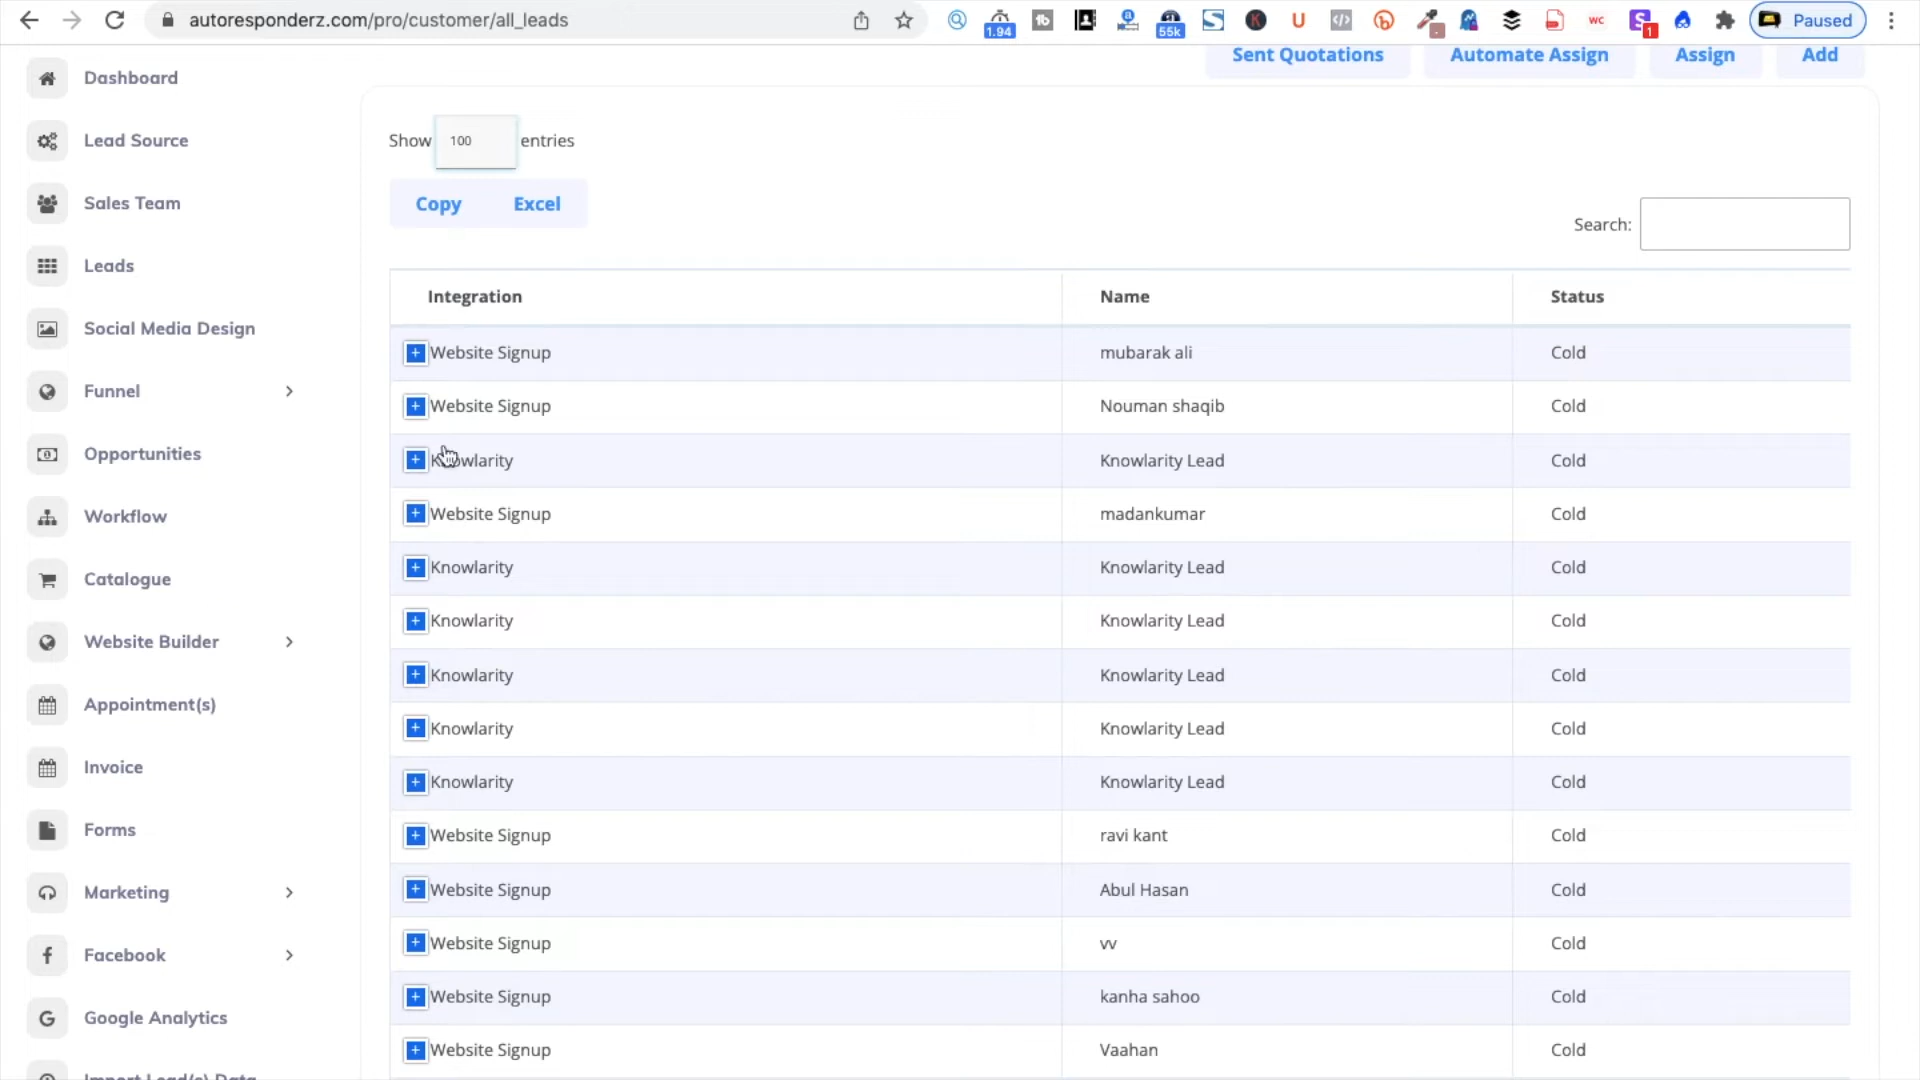 autoresponderz.com/pro/customer/all_leads
1.94
55k
1
WC
Paused
Sent Quotations
Automate Assign
Assign
Add
Dashboard
Lead Source
Sales Team
Leads
Social Media Design
Funnel
Opportunities
Workflow
Catalogue
Website Builder
Appointment(s)
Invoice
Forms
Marketing
Facebook
Google Analytics
Import Lead(s) Data
Show 100 entries
Copy Excel
Search:
Integration Name Status
Website Signup mubarak ali Cold
Website Signup Nouman shaqib Cold
Knowlarity Knowlarity Lead Cold
Website Signup madankumar Cold
Knowlarity Knowlarity Lead Cold
Knowlarity Knowlarity Lead Cold
Knowlarity Knowlarity Lead Cold
Knowlarity Knowlarity Lead Cold
Knowlarity Knowlarity Lead Cold
Website Signup ravi kant Cold
Website Signup Abul Hasan Cold
Website Signup vv Cold
Website Signup kanha sahoo Cold
Website Signup Vaahan Cold